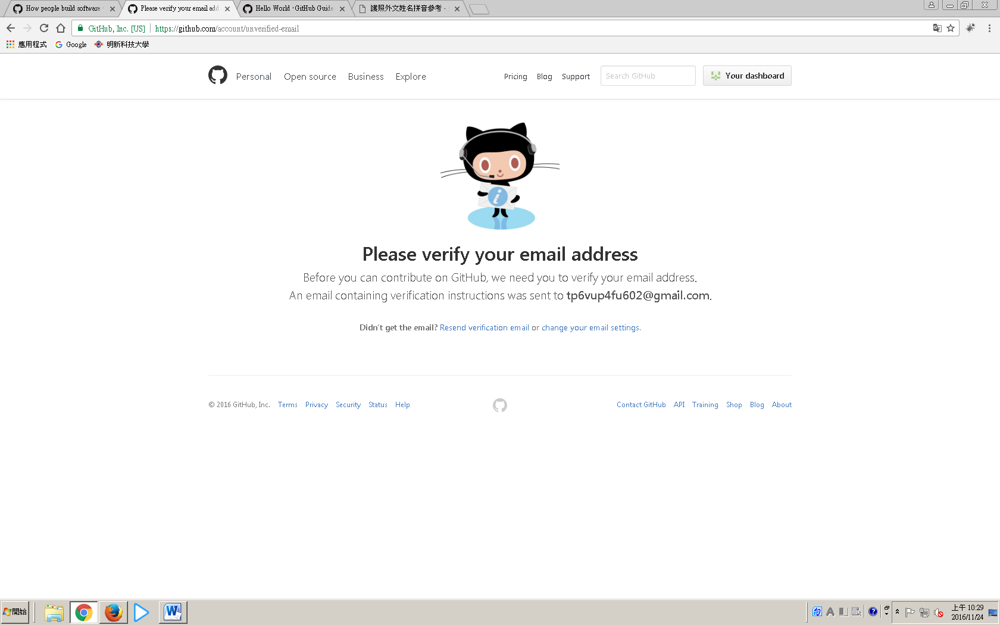 How people build software ·
Please verify your email add
Hello World · GitHub Guide
護照外文姓名拼音參考 -
GitHub, Inc. [US] https://github.com/account/unverified-email
應用程式 Google 明新科技大學
Personal Open source Business Explore Pricing Blog Support Search GitHub Your dashboard
Please verify your email address
Before you can contribute on GitHub, we need you to verify your email address.
An email containing verification instructions was sent to tp6vup4fu602@gmail.com.
Didn't get the email? Resend verification email or change your email settings.
© 2016 GitHub, Inc. Terms Privacy Security Status Help Contact GitHub API Training Shop Blog About
開始
上午 10:29
2016/11/24